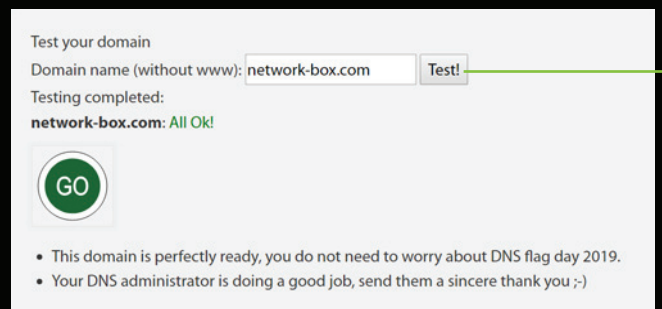 Test your domain
Domain name (without www): network-box.com Test!
Testing completed:
network-box.com: All Ok!
GO
• This domain is perfectly ready, you do not need to worry about DNS flag day 2019.
• Your DNS administrator is doing a good job, send them a sincere thank you ;-)